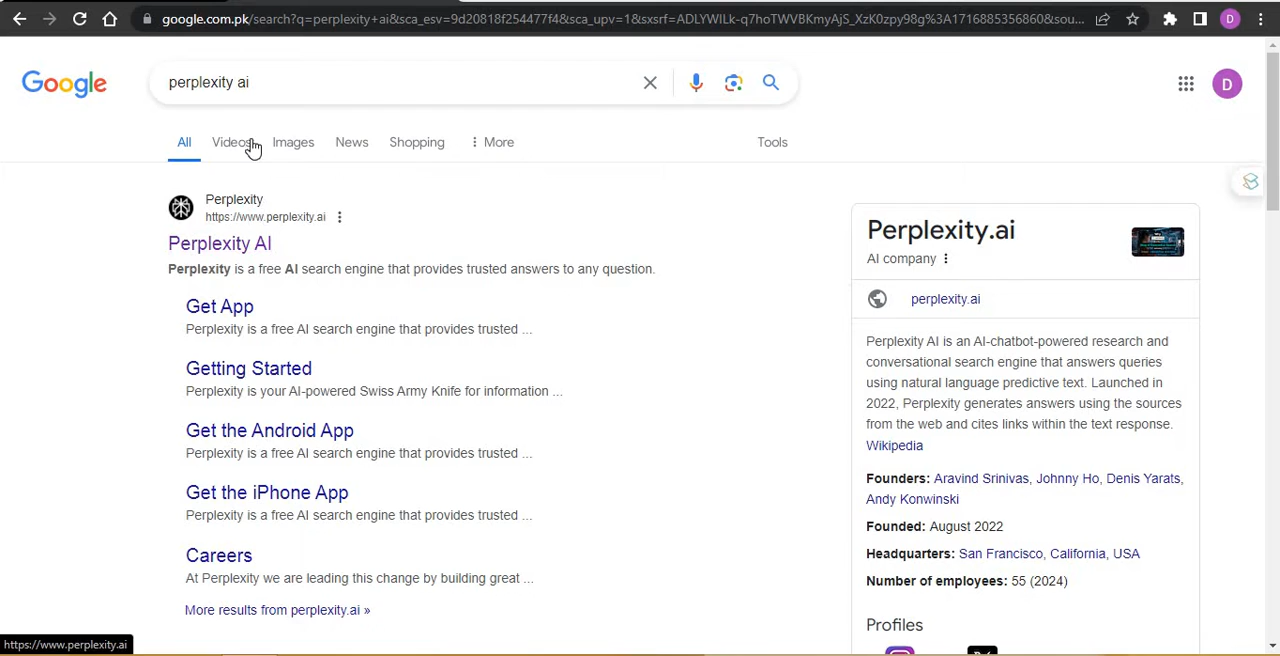 google.com.pk/search?q=perplexity+ai&sca_esv=9d20818f254477f4&sca_upv=1&sxsrf=ADLYWILk-q7hoTWVBKmyAjS_XzK0zpy98g%3A1716885356860&sou...
D
Google
perplexity ai
D
All Videos Images News Shopping More Tools
Perplexity
https://www.perplexity.ai
Perplexity AI
Perplexity is a free AI search engine that provides trusted answers to any question.
Get App
Perplexity is a free AI search engine that provides trusted ...
Getting Started
Perplexity is your AI-powered Swiss Army Knife for information ...
Get the Android App
Perplexity is a free AI search engine that provides trusted ...
Get the iPhone App
Perplexity is a free AI search engine that provides trusted ...
Careers
At Perplexity we are leading this change by building great ...
More results from perplexity.ai »
Perplexity.ai
AI company
perplexity.ai
Perplexity AI is an AI-chatbot-powered research and
conversational search engine that answers queries
using natural language predictive text. Launched in
2022, Perplexity generates answers using the sources
from the web and cites links within the text response.
Wikipedia
Founders: Aravind Srinivas, Johnny Ho, Denis Yarats,
Andy Konwinski
Founded: August 2022
Headquarters: San Francisco, California, USA
Number of employees: 55 (2024)
Profiles
https://www.perplexity.ai